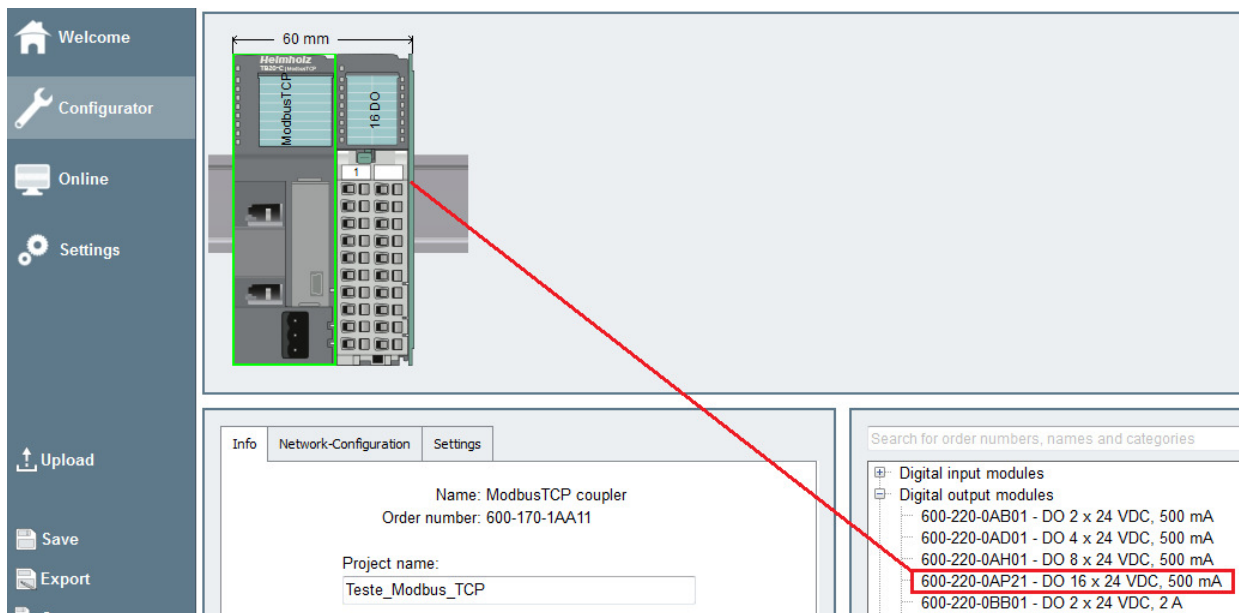 Welcome
Configurator
Online
Settings
Upload
Save
Export
60 mm
Helmholz
TB20-C | ModbusTCP
ModbusTCP
16 DO
1
Info
Network-Configuration
Settings
Name: ModbusTCP coupler
Order number: 600-170-1AA11
Project name:
Teste_Modbus_TCP
Search for order numbers, names and categories
Digital input modules
Digital output modules
600-220-0AB01 - DO 2 x 24 VDC, 500 mA
600-220-0AD01 - DO 4 x 24 VDC, 500 mA
600-220-0AH01 - DO 8 x 24 VDC, 500 mA
600-220-0AP21 - DO 16 x 24 VDC, 500 mA
600-220-0BB01 - DO 2 x 24 VDC, 2 A